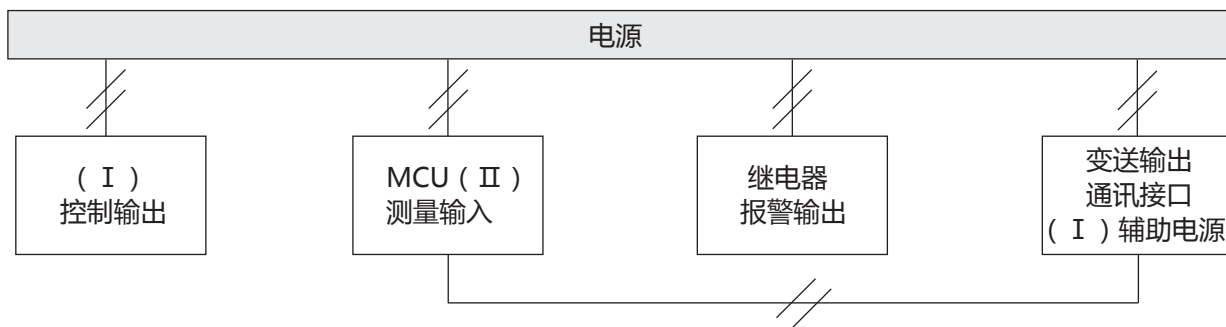 电源
( Ⅰ )
控制输出
MCU ( Ⅱ )
测量输入
继电器
报警输出
变送输出
通讯接口
( Ⅰ ) 辅助电源